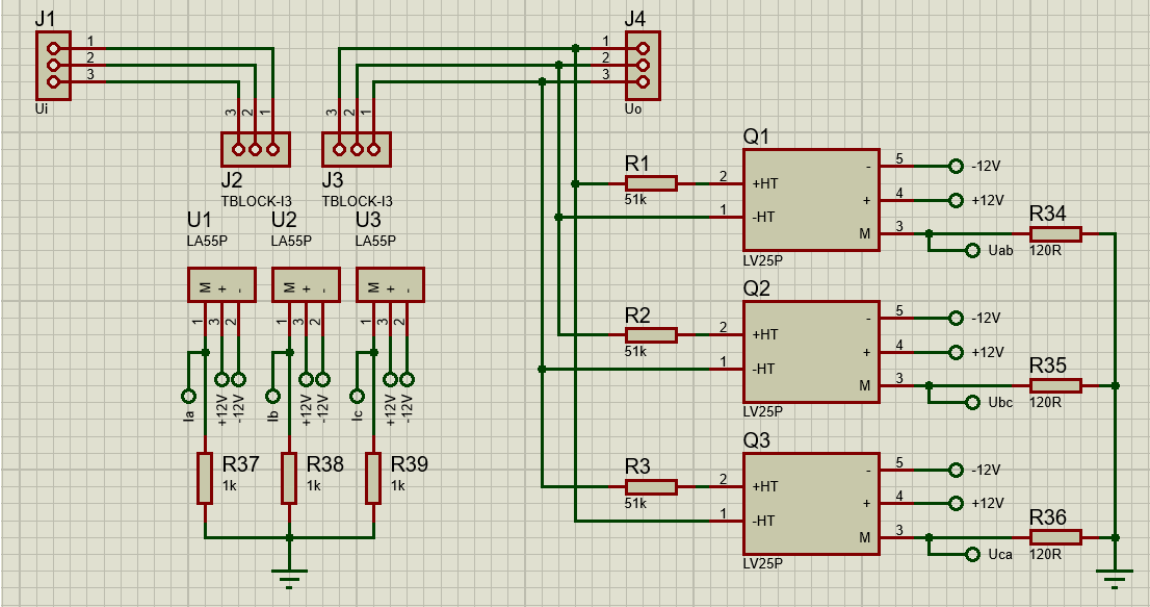 J1
1
2
3
Ui
3 2 1
J2
TBLOCK-I3
3 2 1
J3
TBLOCK-I3
J4
1
2
3
Uo
U1
LA55P
M + -
1 3 2
Ia
+12V
-12V
R37
1k
U2
LA55P
M + -
1 3 2
Ib
+12V
-12V
R38
1k
U3
LA55P
M + -
1 3 2
Ic
+12V
-12V
R39
1k
R1
51k
Q1
2 +HT
1 -HT
- 5 -12V
+ 4 +12V
M 3
Uab
LV25P
R34
120R
R2
51k
Q2
2 +HT
1 -HT
- 5 -12V
+ 4 +12V
M 3
Ubc
LV25P
R35
120R
R3
51k
Q3
2 +HT
1 -HT
- 5 -12V
+ 4 +12V
M 3
Uca
LV25P
R36
120R